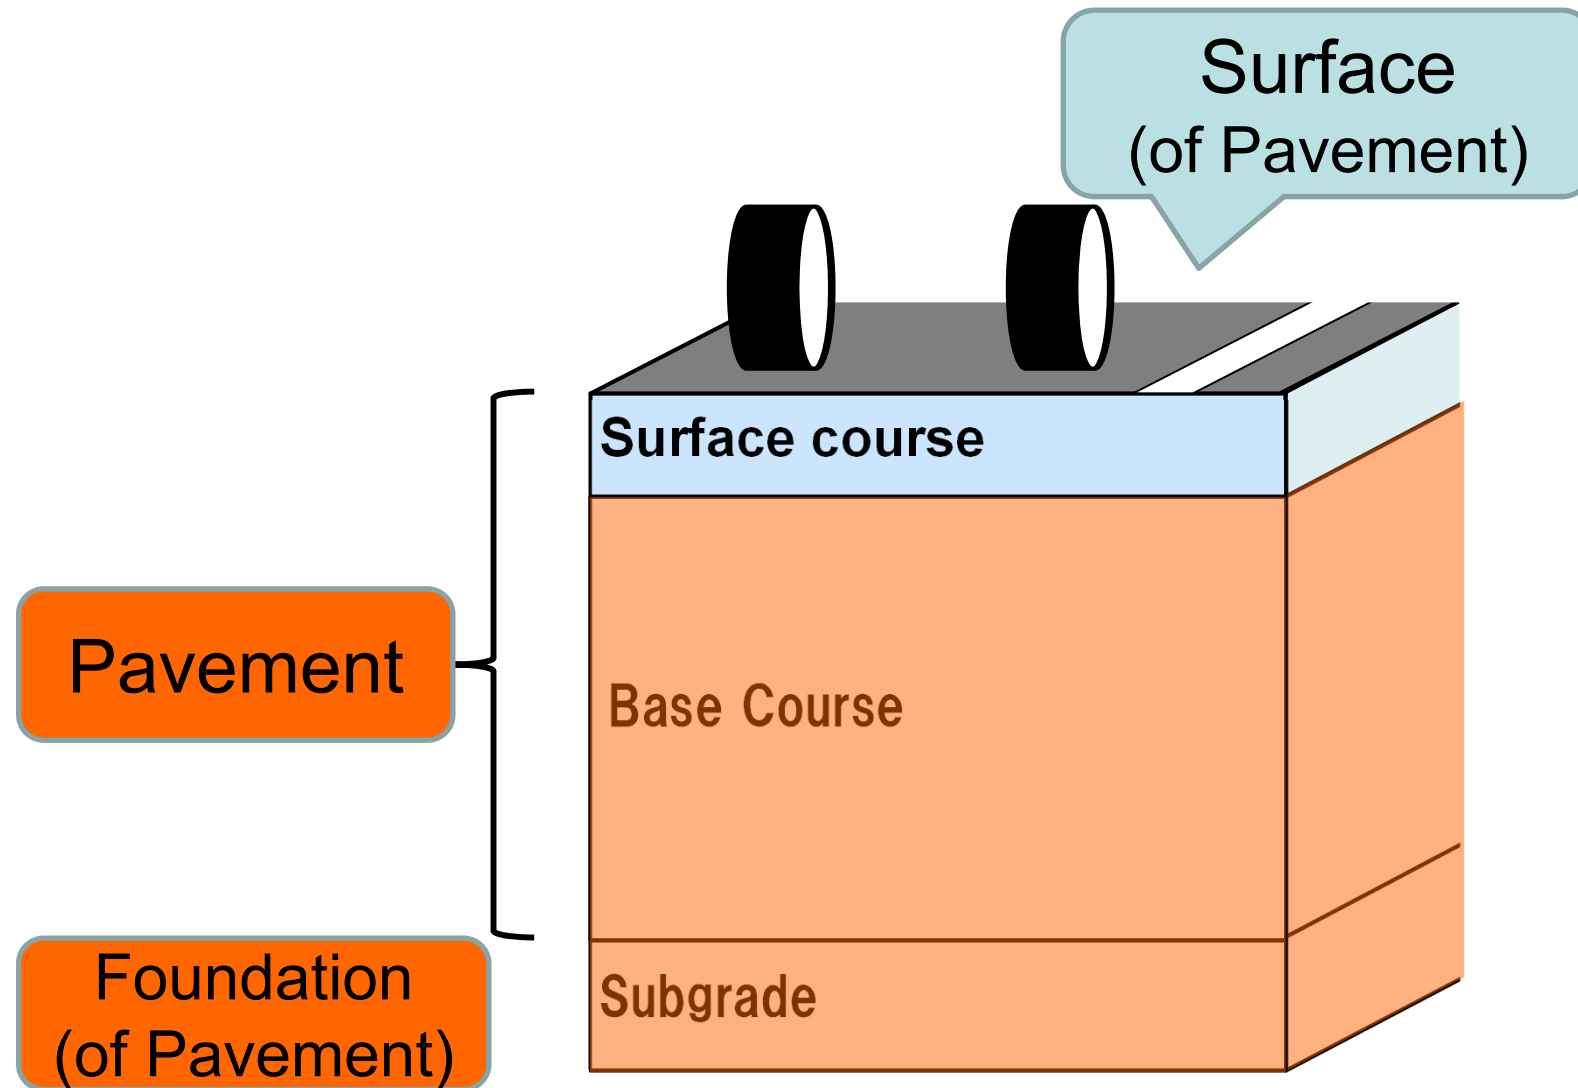 Surface
(of Pavement)
Surface course
Pavement
Base Course
Foundation
(of Pavement)
Subgrade